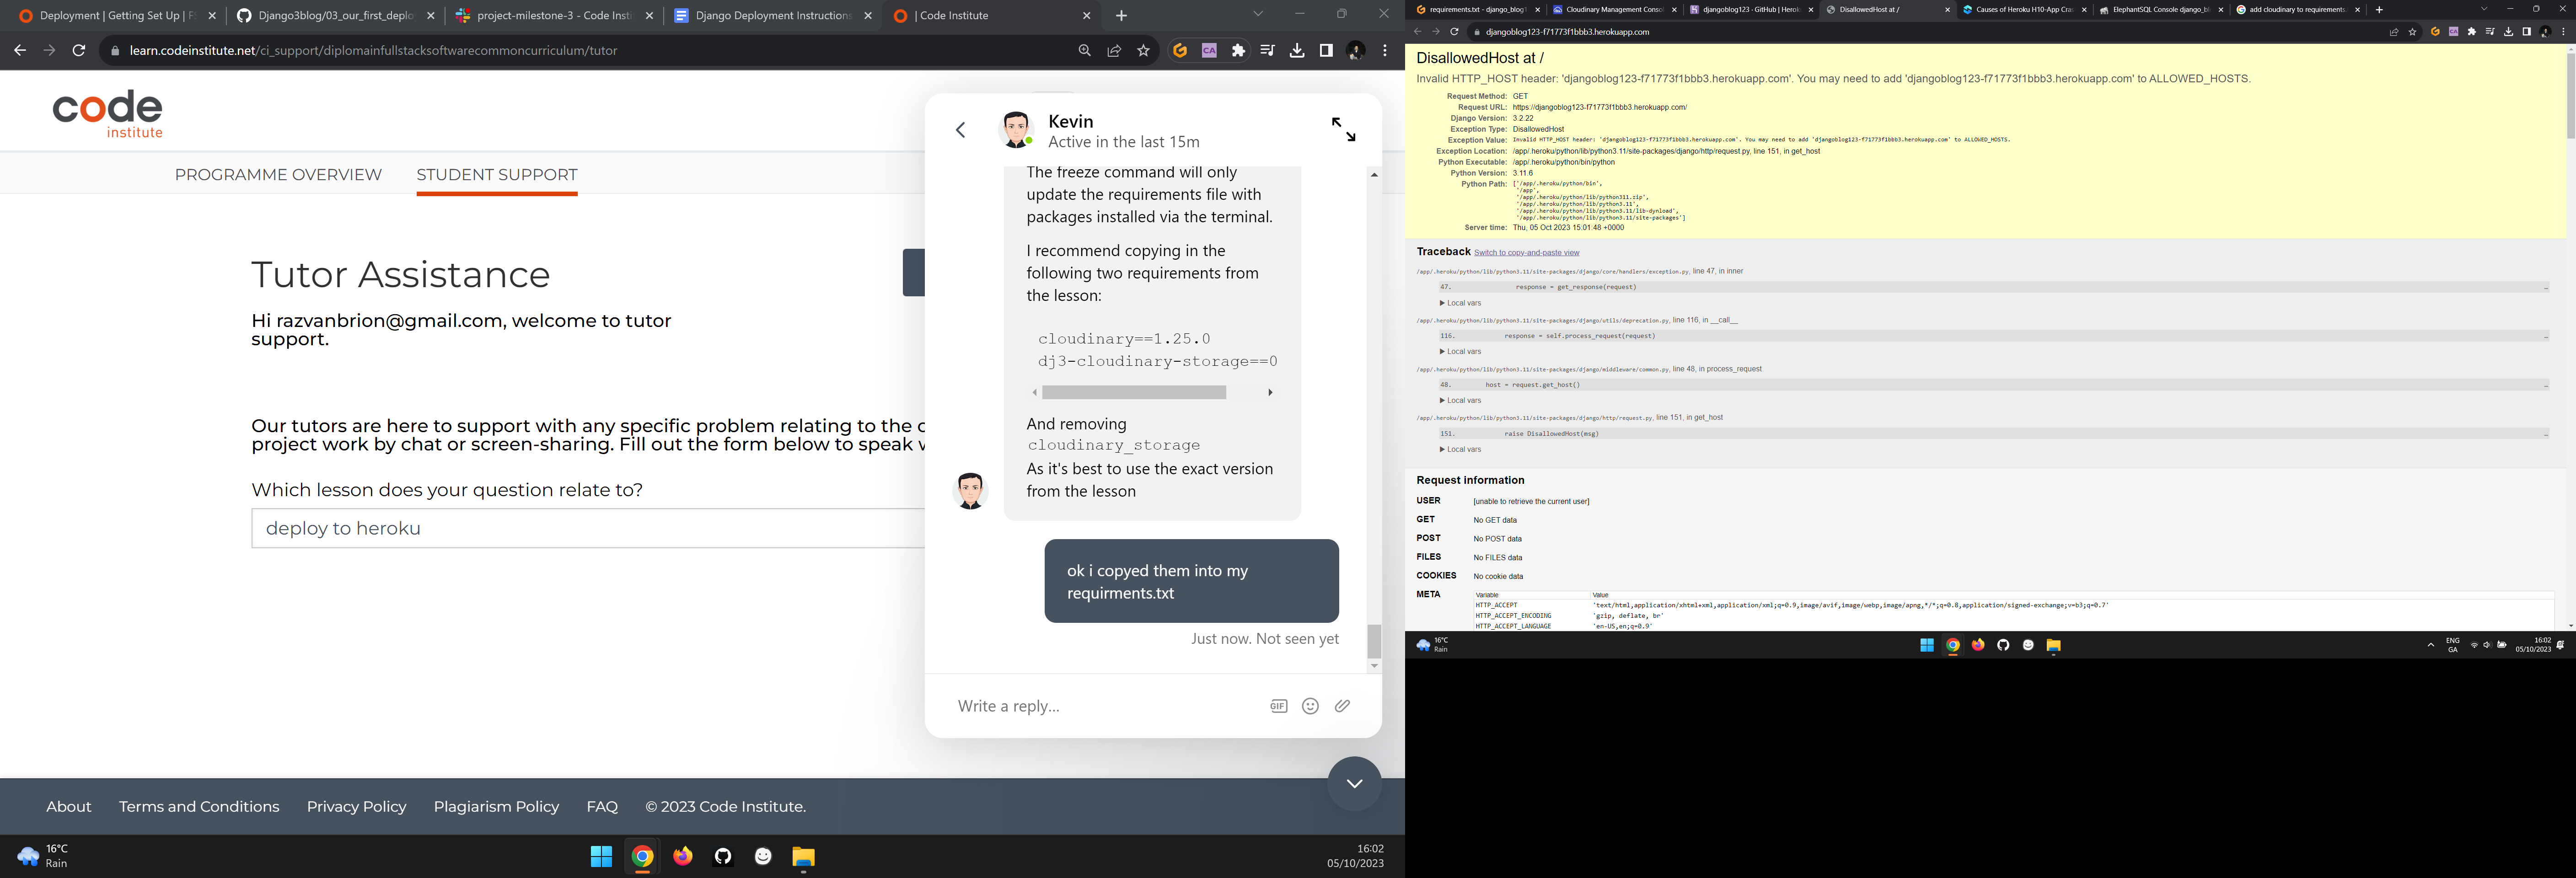 Deployment | Getting Set Up | FS
Django3blog/03_our_first_deplo
project-milestone-3 - Code Insti
Django Deployment Instructions
| Code Institute
learn.codeinstitute.net/ci_support/diplomainfullstacksoftwarecommoncurriculum/tutor
code
institute
PROGRAMME OVERVIEW
STUDENT SUPPORT
Tutor Assistance
Hi razvanbrion@gmail.com, welcome to tutor
support.
Our tutors are here to support with any specific problem relating to the c
project work by chat or screen-sharing. Fill out the form below to speak w
Which lesson does your question relate to?
deploy to heroku
Kevin
Active in the last 15m
The freeze command will only
update the requirements file with
packages installed via the terminal.
I recommend copying in the
following two requirements from
the lesson:
cloudinary==1.25.0
dj3-cloudinary-storage==0
And removing
cloudinary_storage
As it's best to use the exact version
from the lesson
ok i copyed them into my
requirments.txt
Just now. Not seen yet
Write a reply...
GIF
About
Terms and Conditions
Privacy Policy
Plagiarism Policy
FAQ
© 2023 Code Institute.
16°C
Rain
16:02
05/10/2023
requirements.txt - django_blog1
Cloudinary Management Consol
djangoblog123 - GitHub | Herok
DisallowedHost at /
Causes of Heroku H10-App Cras
ElephantSQL Console django_bl
add cloudinary to requirements.
djangoblog123-f71773f1bbb3.herokuapp.com
DisallowedHost at /
Invalid HTTP_HOST header: 'djangoblog123-f71773f1bbb3.herokuapp.com'. You may need to add 'djangoblog123-f71773f1bbb3.herokuapp.com' to ALLOWED_HOSTS.
Request Method: GET
Request URL: https://djangoblog123-f71773f1bbb3.herokuapp.com/
Django Version: 3.2.22
Exception Type: DisallowedHost
Exception Value: Invalid HTTP_HOST header: 'djangoblog123-f71773f1bbb3.herokuapp.com'. You may need to add 'djangoblog123-f71773f1bbb3.herokuapp.com' to ALLOWED_HOSTS.
Exception Location: /app/.heroku/python/lib/python3.11/site-packages/django/http/request.py, line 151, in get_host
Python Executable: /app/.heroku/python/bin/python
Python Version: 3.11.6
Python Path: ['/app/.heroku/python/bin',
'/app',
'/app/.heroku/python/lib/python311.zip',
'/app/.heroku/python/lib/python3.11',
'/app/.heroku/python/lib/python3.11/lib-dynload',
'/app/.heroku/python/lib/python3.11/site-packages']
Server time: Thu, 05 Oct 2023 15:01:48 +0000
Traceback Switch to copy-and-paste view
/app/.heroku/python/lib/python3.11/site-packages/django/core/handlers/exception.py, line 47, in inner
47. response = get_response(request) …
▶ Local vars
/app/.heroku/python/lib/python3.11/site-packages/django/utils/deprecation.py, line 116, in __call__
116. response = self.process_request(request) …
▶ Local vars
/app/.heroku/python/lib/python3.11/site-packages/django/middleware/common.py, line 48, in process_request
48. host = request.get_host() …
▶ Local vars
/app/.heroku/python/lib/python3.11/site-packages/django/http/request.py, line 151, in get_host
151. raise DisallowedHost(msg) …
▶ Local vars
Request information
USER [unable to retrieve the current user]
GET No GET data
POST No POST data
FILES No FILES data
COOKIES No cookie data
META Variable Value
HTTP_ACCEPT 'text/html,application/xhtml+xml,application/xml;q=0.9,image/avif,image/webp,image/apng,*/*;q=0.8,application/signed-exchange;v=b3;q=0.7'
HTTP_ACCEPT_ENCODING 'gzip, deflate, br'
HTTP_ACCEPT_LANGUAGE 'en-US,en;q=0.9'
16°C
Rain
ENG
GA
16:02
05/10/2023